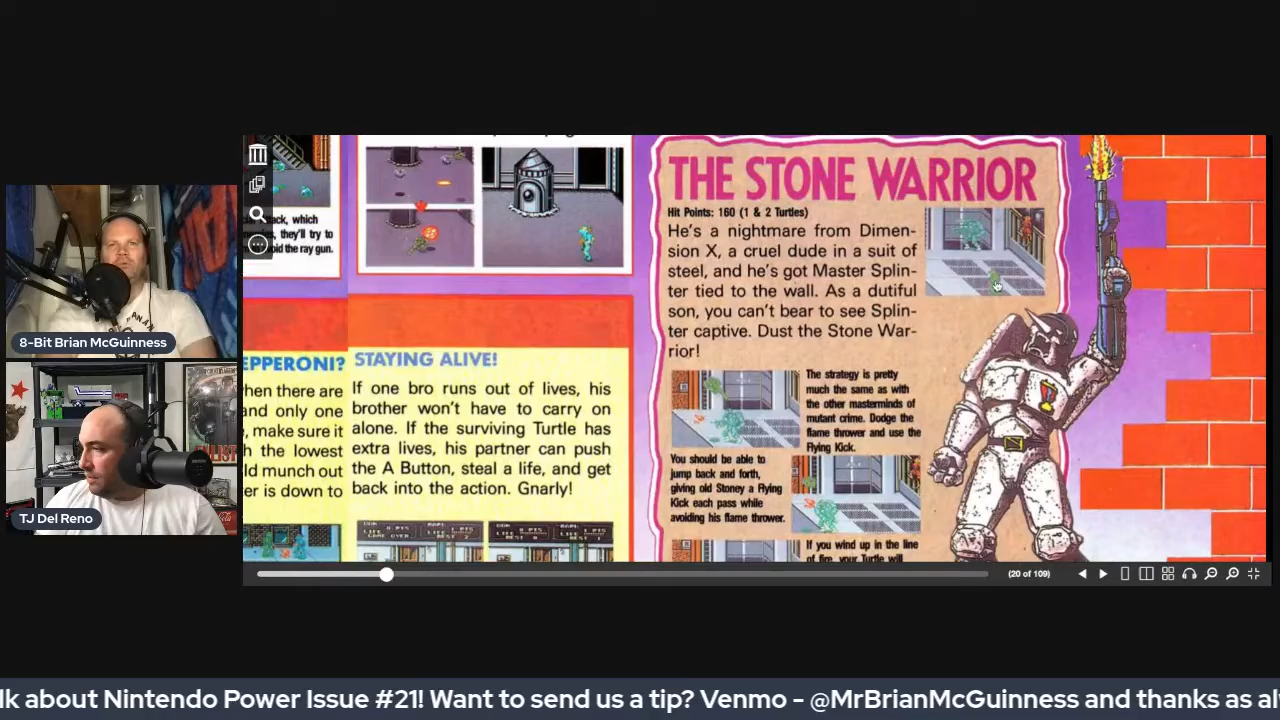 8-Bit Brian McGuinness
TJ Del Reno
ack, which
they'll try to
oid the ray gun.
EPPERONI?
hen there are
and only one
, make sure it
h the lowest
ld munch out
er is down to
STAYING ALIVE!
If one bro runs out of lives, his
brother won't have to carry on
alone. If the surviving Turtle has
extra lives, his partner can push
the A Button, steal a life, and get
back into the action. Gnarly!
THE STONE WARRIOR
Hit Points: 160 (1 & 2 Turtles)
He's a nightmare from Dimen-
sion X, a cruel dude in a suit of
steel, and he's got Master Splin-
ter tied to the wall. As a dutiful
son, you can't bear to see Splin-
ter captive. Dust the Stone War-
rior!
The strategy is pretty
much the same as with
the other masterminds of
mutant crime. Dodge the
flame thrower and use the
Flying Kick.
You should be able to
jump back and forth,
giving old Stoney a Flying
Kick each pass while
avoiding his flame thrower.
If you wind up in the line
of fire, your Turtle will
(20 of 109)
lk about Nintendo Power Issue #21! Want to send us a tip? Venmo - @MrBrianMcGuinness and thanks as al